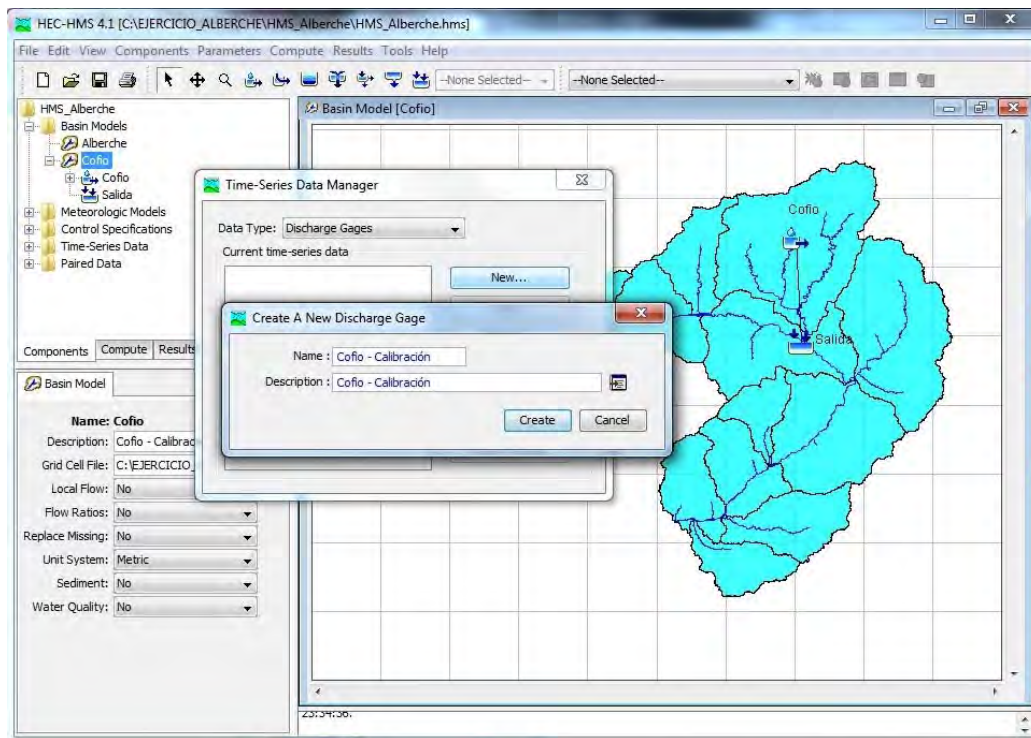 HEC-HMS 4.1 [C:\EJERCICIO_ALBERCHE\HMS_Alberche\HMS_Alberche.hms]
File Edit View Components Parameters Compute Results Tools Help
--None Selected-- --None Selected--
HMS_Alberche
Basin Models
Alberche
Cofio
Cofio
Salida
Meteorologic Models
Control Specifications
Time-Series Data
Paired Data
Components Compute Results
Basin Model
Name: Cofio
Description: Cofio - Calibrac
Grid Cell File: C:\EJERCICIO_
Local Flow: No
Flow Ratios: No
Replace Missing: No
Unit System: Metric
Sediment: No
Water Quality: No
Basin Model [Cofio]
Cofio
Salida
Time-Series Data Manager
Data Type: Discharge Gages
Current time-series data
New...
Create A New Discharge Gage
Name : Cofio - Calibración
Description : Cofio - Calibración
Create Cancel